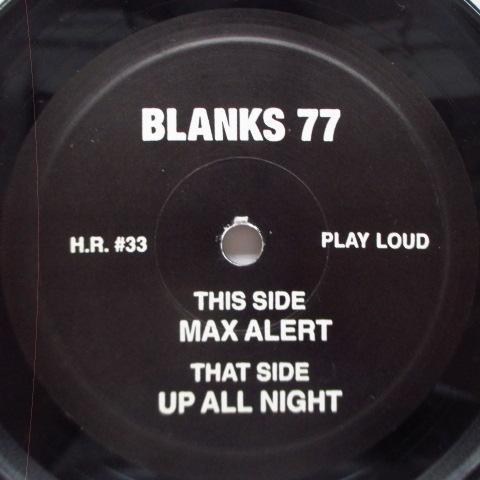 BLANKS 77
H.R. #33
PLAY LOUD
THIS SIDE
MAX ALERT
THAT SIDE
UP ALL NIGHT